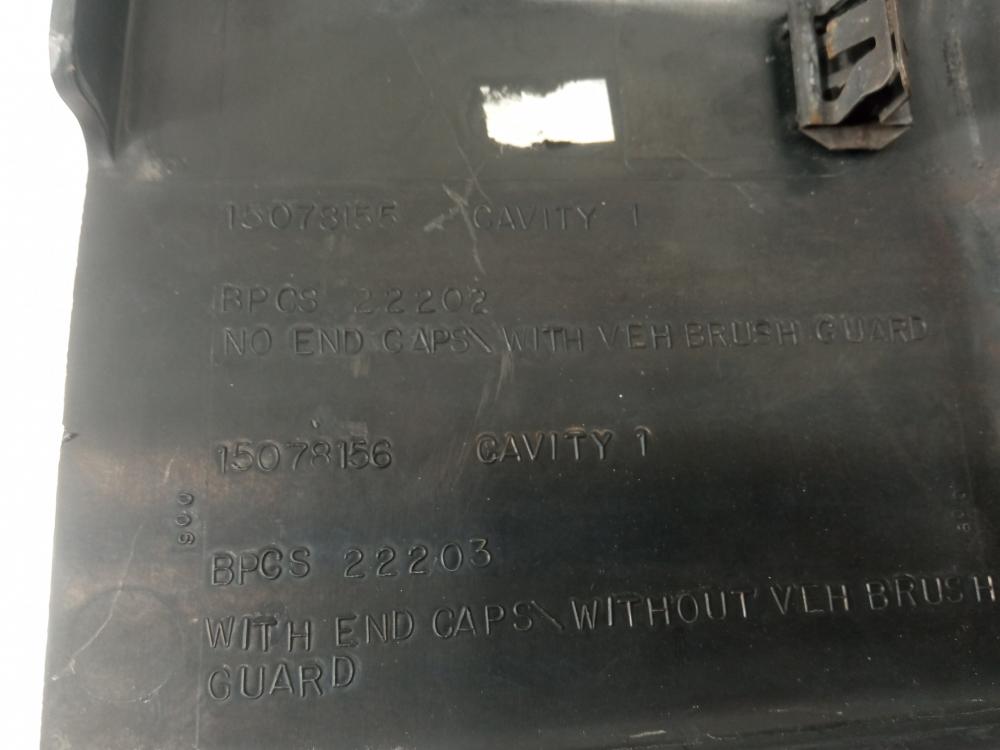 15078155 CAVITY 1
BPCS 22202
NO END CAPS\WITH VEH BRUSH GUARD
15078156 CAVITY 1
900
BPCS 22203
WITH END CAPS\WITHOUT VEH BRUSH
GUARD